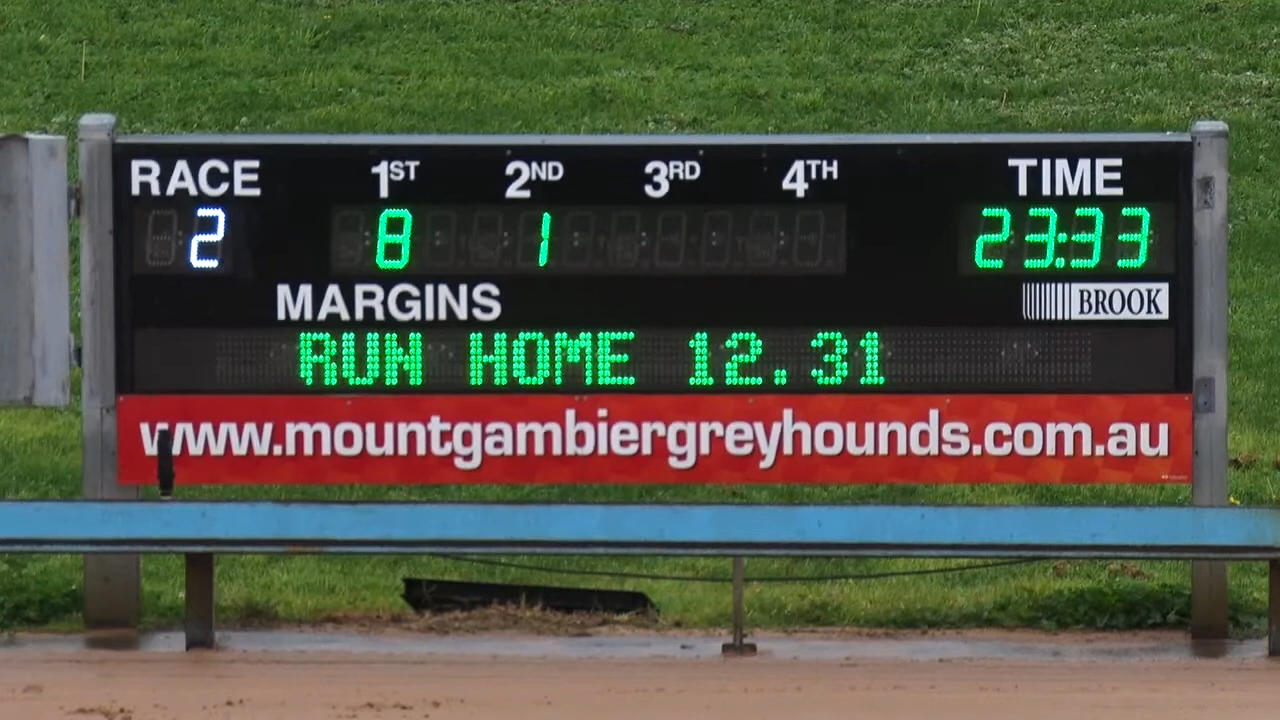 RACE 1ST 2ND 3RD 4TH TIME
2 8 1 23:33
MARGINS BROOK
RUN HOME 12.31
www.mountgambiergreyhounds.com.au